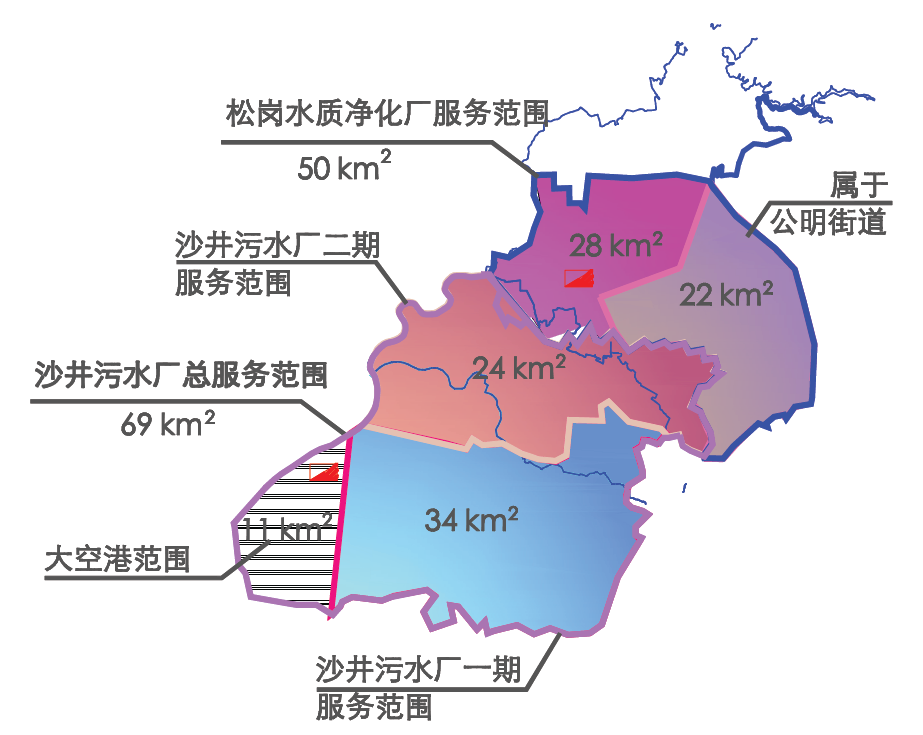 松岗水质净化厂服务范围
50 km²
属于
公明街道
28 km²
沙井污水厂二期
服务范围
22 km²
24 km²
沙井污水厂总服务范围
69 km²
34 km²
11 km²
大空港范围
沙井污水厂一期
服务范围